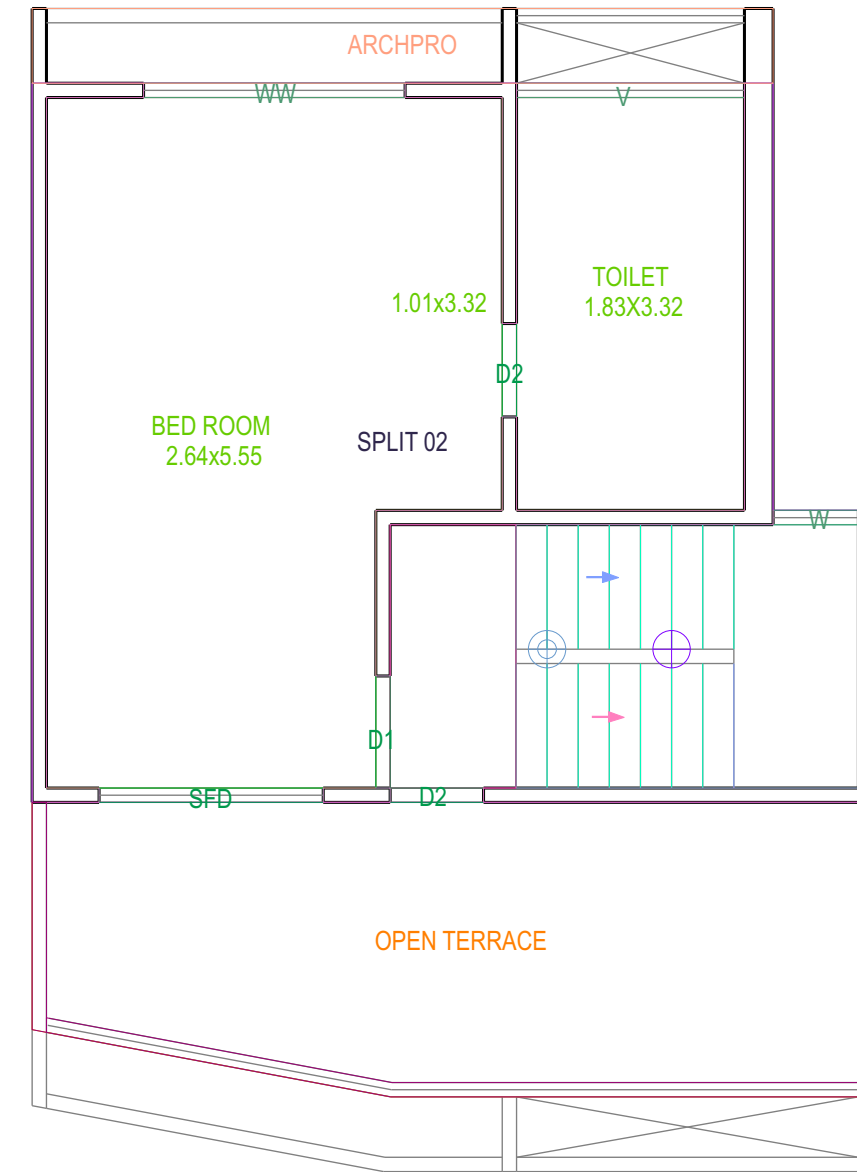 ARCHPRO
WW
V
TOILET
1.83X3.32
1.01x3.32
D2
BED ROOM
2.64x5.55
SPLIT 02
W
D1
SFD
D2
OPEN TERRACE